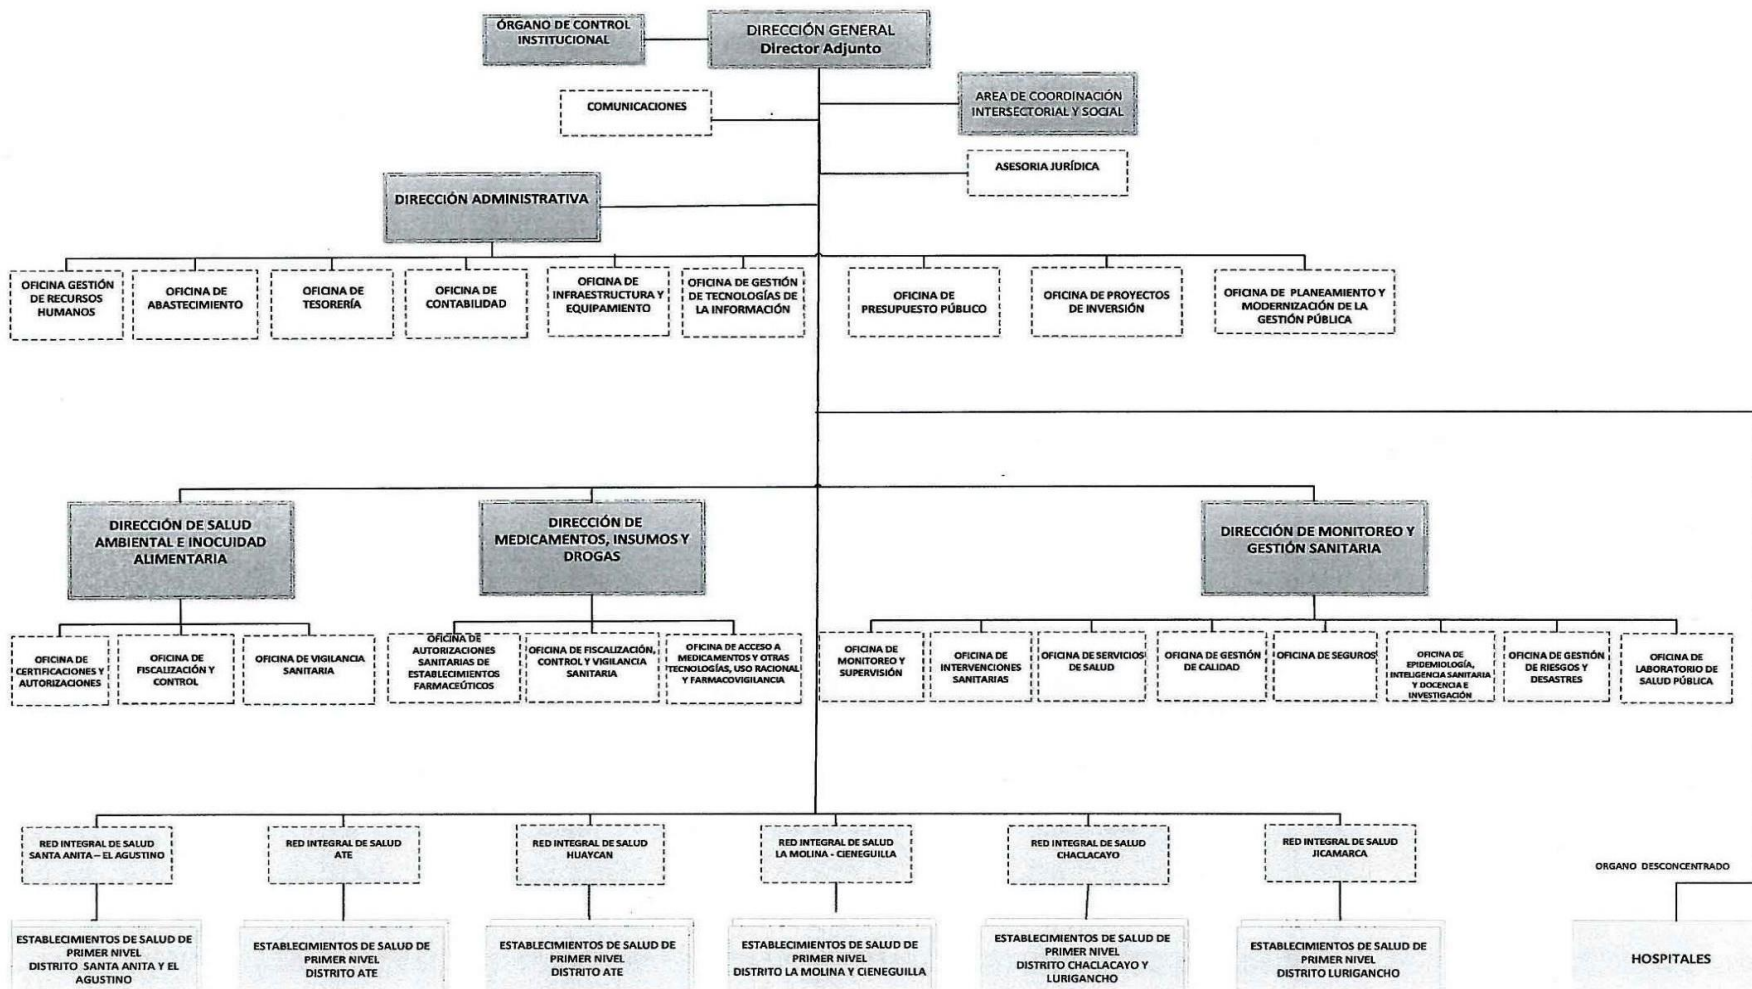 ÓRGANO DE CONTROL
INSTITUCIONAL
DIRECCIÓN GENERAL
Director Adjunto
COMUNICACIONES
AREA DE COORDINACIÓN
INTERSECTORIAL Y SOCIAL
ASESORIA JURÍDICA
DIRECCIÓN ADMINISTRATIVA
OFICINA GESTIÓN
DE RECURSOS
HUMANOS
OFICINA DE
ABASTECIMIENTO
OFICINA DE
TESORERÍA
OFICINA DE
CONTABILIDAD
OFICINA DE
INFRAESTRUCTURA Y
EQUIPAMIENTO
OFICINA DE GESTIÓN
DE TECNOLOGÍAS DE
LA INFORMACIÓN
OFICINA DE
PRESUPUESTO PÚBLICO
OFICINA DE PROYECTOS
DE INVERSIÓN
OFICINA DE PLANEAMIENTO Y
MODERNIZACIÓN DE LA
GESTIÓN PÚBLICA
DIRECCIÓN DE SALUD
AMBIENTAL E INOCUIDAD
ALIMENTARIA
DIRECCIÓN DE
MEDICAMENTOS, INSUMOS Y
DROGAS
DIRECCIÓN DE MONITOREO Y
GESTIÓN SANITARIA
OFICINA DE
CERTIFICACIONES Y
AUTORIZACIONES
OFICINA DE
FISCALIZACIÓN Y
CONTROL
OFICINA DE VIGILANCIA
SANITARIA
OFICINA DE
AUTORIZACIONES
SANITARIAS DE
ESTABLECIMIENTOS
FARMACEÚTICOS
OFICINA DE FISCALIZACIÓN,
CONTROL Y VIGILANCIA
SANITARIA
OFICINA DE ACCESO A
MEDICAMENTOS Y OTRAS
TECNOLOGÍAS, USO RACIONAL
Y FARMACOVIGILANCIA
OFICINA DE
MONITOREO Y
SUPERVISIÓN
OFICINA DE
INTERVENCIONES
SANITARIAS
OFICINA DE SERVICIOS
DE SALUD
OFICINA DE GESTIÓN
DE CALIDAD
OFICINA DE SEGUROS
OFICINA DE
EPIDEMIOLOGÍA,
INTELIGENCIA SANITARIA
Y DOCENCIA E
INVESTIGACIÓN
OFICINA DE GESTIÓN
DE RIESGOS Y
DESASTRES
OFICINA DE
LABORATORIO DE
SALUD PÚBLICA
RED INTEGRAL DE SALUD
SANTA ANITA – EL AGUSTINO
RED INTEGRAL DE SALUD
ATE
RED INTEGRAL DE SALUD
HUAYCAN
RED INTEGRAL DE SALUD
LA MOLINA - CIENEGUILLA
RED INTEGRAL DE SALUD
CHACLACAYO
RED INTEGRAL DE SALUD
JICAMARCA
ORGANO DESCONCENTRADO
ESTABLECIMIENTOS DE SALUD DE
PRIMER NIVEL
DISTRITO SANTA ANITA Y EL
AGUSTINO
ESTABLECIMIENTOS DE SALUD DE
PRIMER NIVEL
DISTRITO ATE
ESTABLECIMIENTOS DE SALUD DE
PRIMER NIVEL
DISTRITO ATE
ESTABLECIMIENTOS DE SALUD DE
PRIMER NIVEL
DISTRITO LA MOLINA Y CIENEGUILLA
ESTABLECIMIENTOS DE SALUD DE
PRIMER NIVEL
DISTRITO CHACLACAYO Y
LURIGANCHO
ESTABLECIMIENTOS DE SALUD DE
PRIMER NIVEL
DISTRITO LURIGANCHO
HOSPITALES